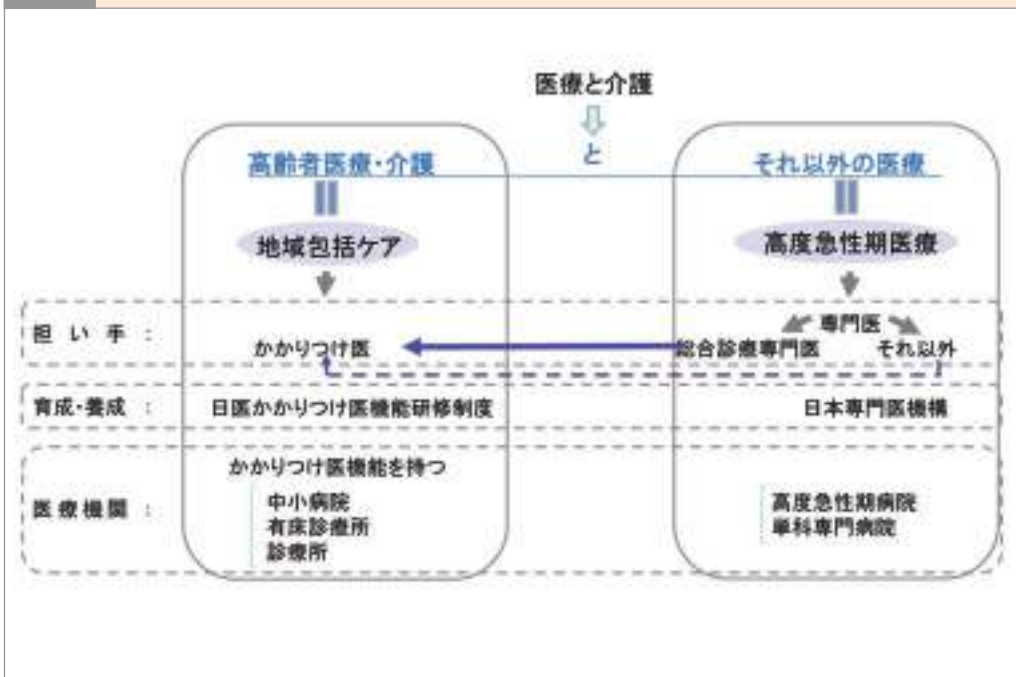 医療と介護
と
高齢者医療・介護
それ以外の医療
地域包括ケア
高度急性期医療
担い手：
専門医
かかりつけ医
総合診療専門医
それ以外
育成・養成：
日医かかりつけ医機能研修制度
日本専門医機構
医療機関：
かかりつけ医機能を持つ
中小病院
有床診療所
診療所
高度急性期病院
単科専門病院